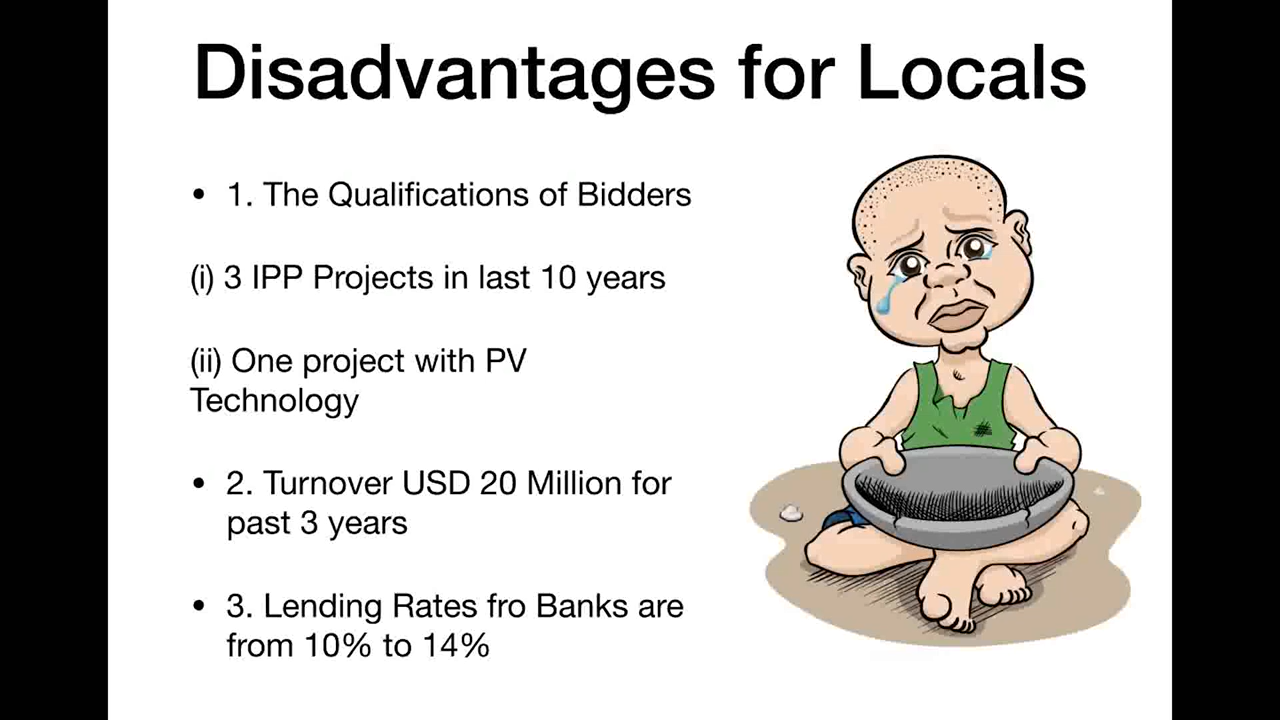 Disadvantages for Locals
• 1. The Qualifications of Bidders
(i) 3 IPP Projects in last 10 years
(ii) One project with PV
Technology
• 2. Turnover USD 20 Million for
past 3 years
• 3. Lending Rates fro Banks are
from 10% to 14%